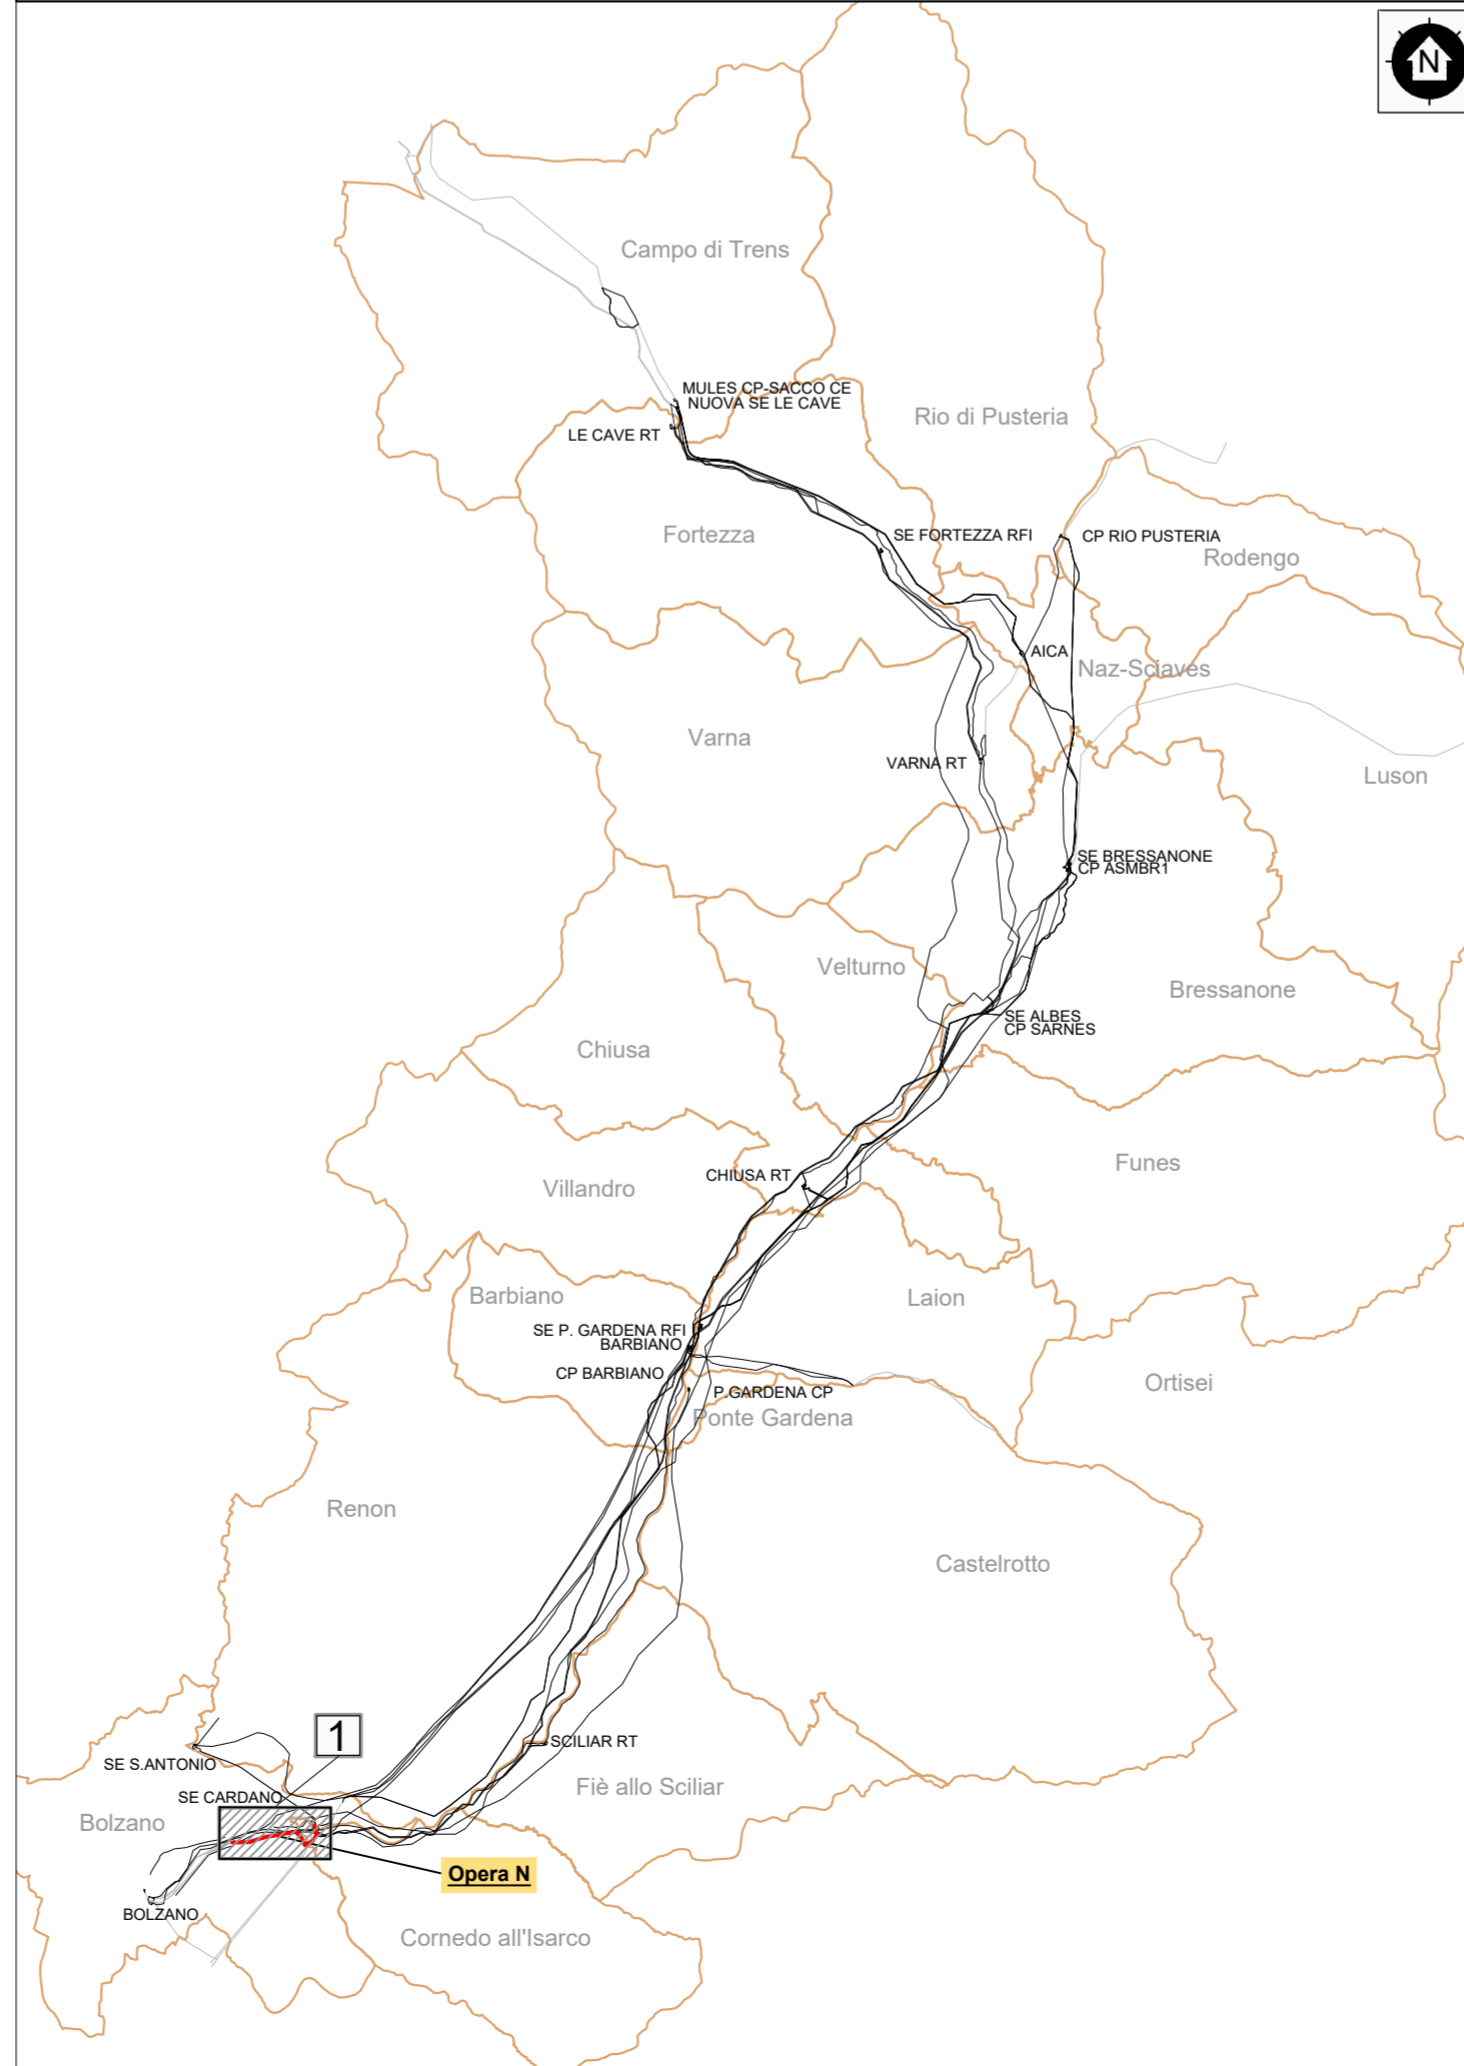 N
Campo di Trens
MULES CP-SACCO CE
NUOVA SE LE CAVE
Rio di Pusteria
LE CAVE RT
Fortezza
SE FORTEZZA RFI
CP RIO PUSTERIA
Rodengo
AICA
Naz-Sciaves
Varna
VARNA RT
Luson
SE BRESSANONE
CP ASMBR1
Velturno
Bressanone
SE ALBES
CP SARNES
Chiusa
Funes
CHIUSA RT
Villandro
Barbiano
Laion
SE P. GARDENA RFI
BARBIANO
CP BARBIANO
P.GARDENA CP
Ortisei
Ponte Gardena
Renon
Castelrotto
1
SCILIAR RT
SE S.ANTONIO
Fiè allo Sciliar
SE CARDANO
Bolzano
Opera N
BOLZANO
Cornedo all'Isarco